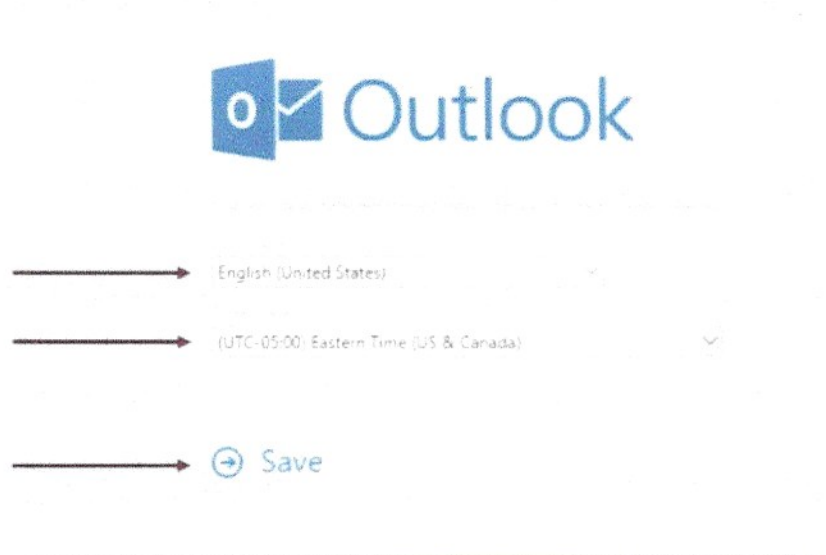 Outlook
English (United States)
(UTC-05:00) Eastern Time (US & Canada)
Save